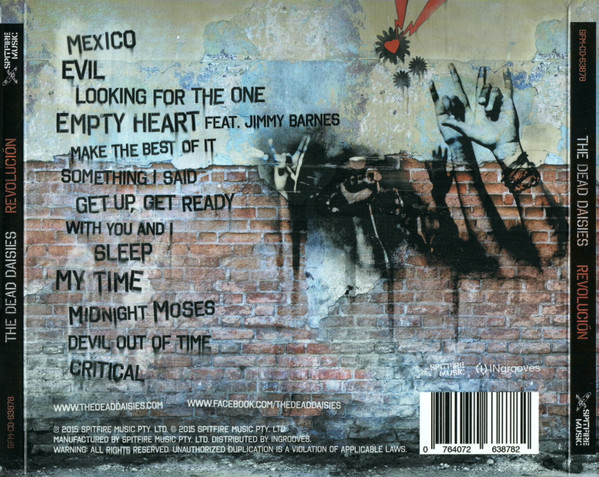 MEXICO
EVIL
LOOKING FOR THE ONE
EMPTY HEART FEAT. JIMMY BARNES
MAKE THE BEST OF IT
SOMETHING I SAID
GET UP, GET READY
WITH YOU AND I
SLEEP
MY TIME
MIDNIGHT MOSES
DEVIL OUT OF TIME
CRITICAL
WWW.THEDEADDAISIES.COM
WWW.FACEBOOK.COM/THEDEADDAISIES
℗ 2015 SPITFIRE MUSIC PTY. LTD. © 2015 SPITFIRE MUSIC PTY. LTD.
MANUFACTURED BY SPITFIRE MUSIC PTY. LTD. DISTRIBUTED BY INGROOVES.
WARNING: ALL RIGHTS RESERVED. UNAUTHORIZED DUPLICATION IS A VIOLATION OF APPLICABLE LAWS.
SPITFIRE MUSIC
INgrooves
0 764072 638782
SPITFIRE MUSIC
THE DEAD DAISIES REVOLUCIÓN
SFM-CD-63878
SFM-CD-63878
THE DEAD DAISIES REVOLUCIÓN
SPITFIRE MUSIC